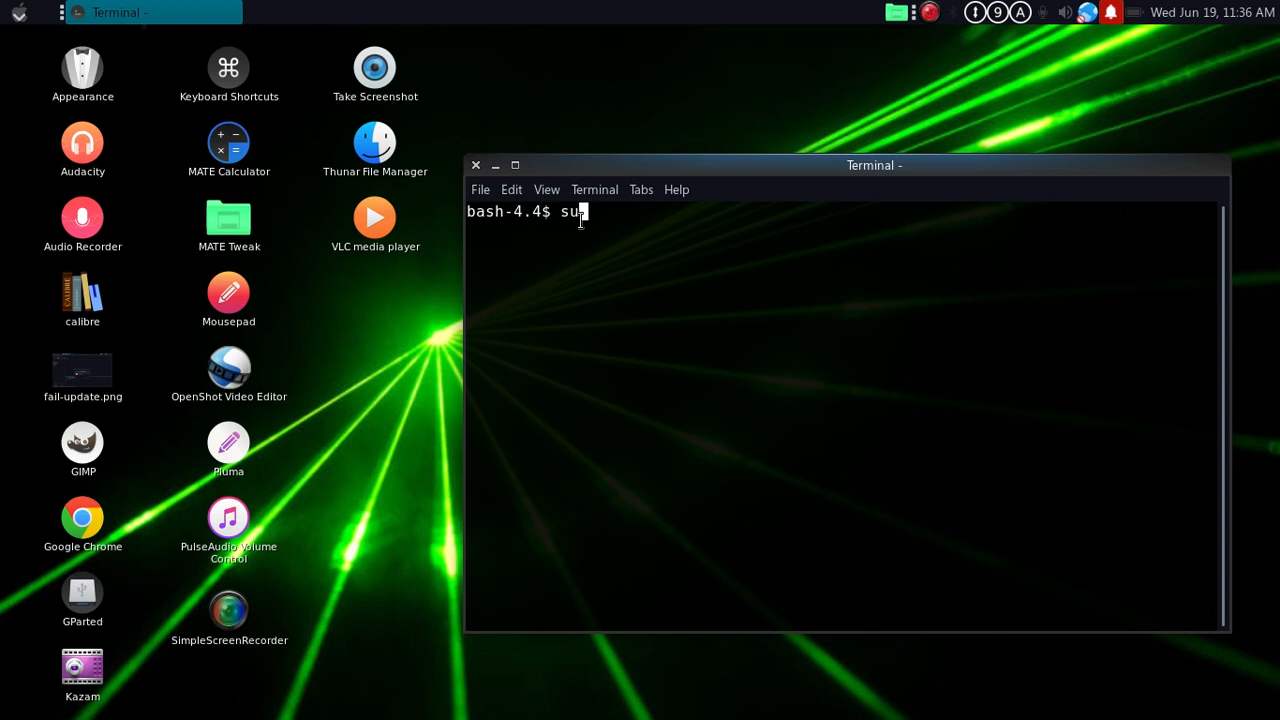 Terminal -
9
A
Wed Jun 19, 11:36 AM
Appearance
Keyboard Shortcuts
Take Screenshot
Audacity
MATE Calculator
Thunar File Manager
Audio Recorder
MATE Tweak
VLC media player
CALIBRE
calibre
Mousepad
fail-update.png
OpenShot Video Editor
GIMP
Pluma
Google Chrome
PulseAudio Volume
Control
GParted
SimpleScreenRecorder
Kazam
Terminal -
File Edit View Terminal Tabs Help
bash-4.4$ su